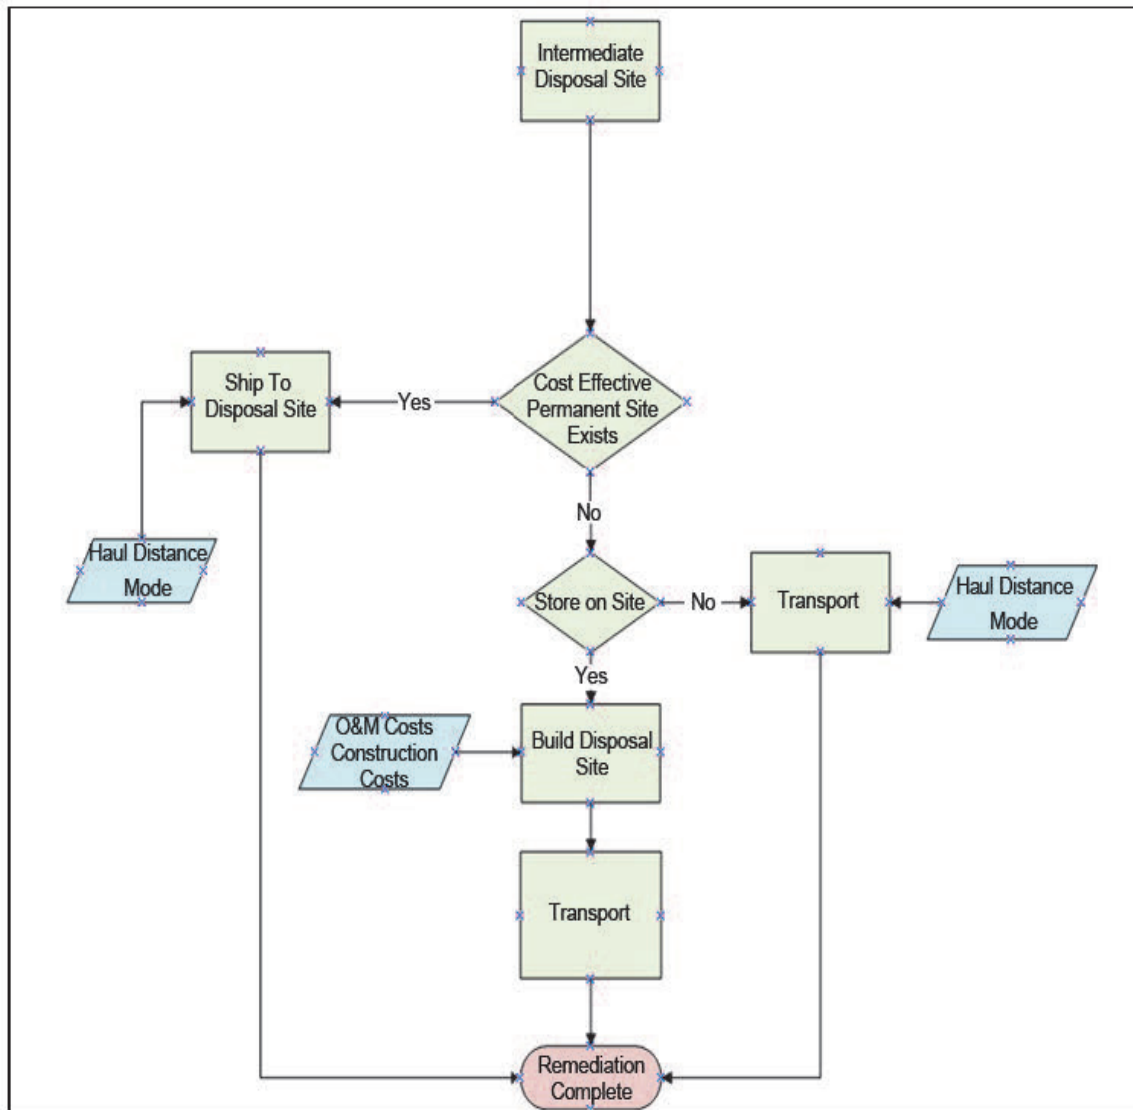 Intermediate
Disposal Site
Ship To
Disposal Site
Yes
Cost Effective
Permanent Site
Exists
No
Haul Distance
Mode
Store on Site
No
Transport
Haul Distance
Mode
Yes
O&M Costs
Construction
Costs
Build Disposal
Site
Transport
Remediation
Complete